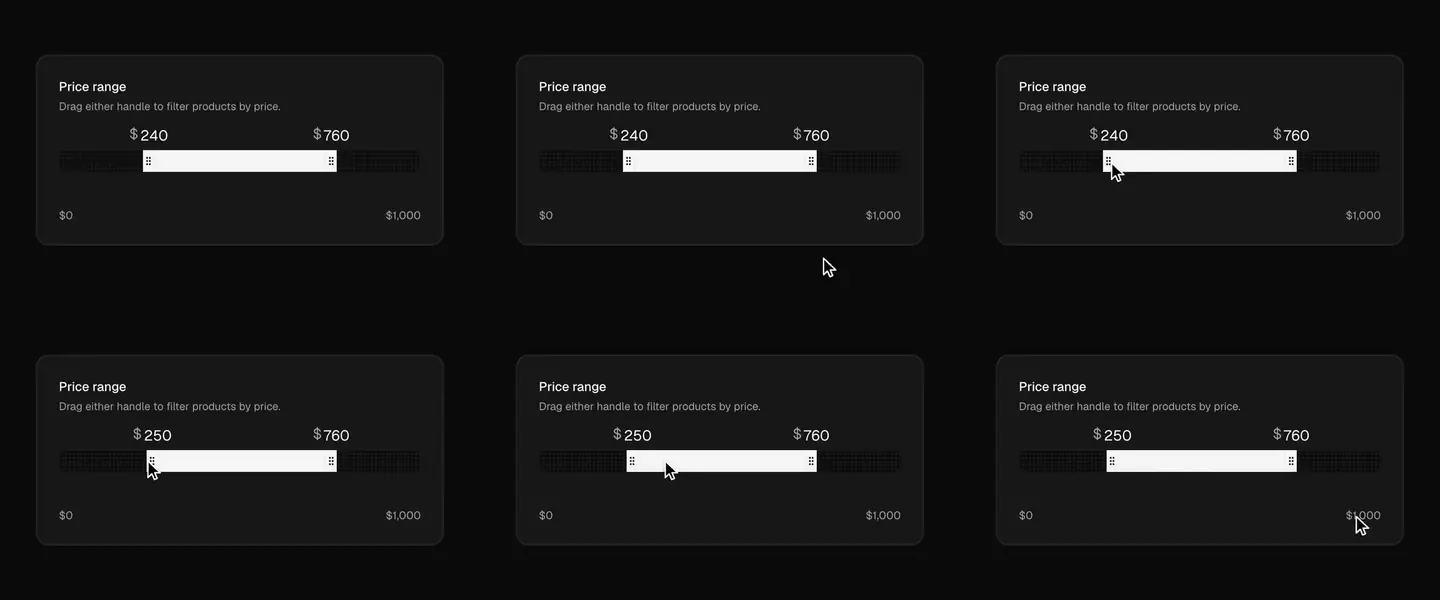 Price range
Drag either handle to filter products by price.
$240 $760
$0 $1,000
Price range
Drag either handle to filter products by price.
$240 $760
$0 $1,000
Price range
Drag either handle to filter products by price.
$240 $760
$0 $1,000
Price range
Drag either handle to filter products by price.
$250 $760
$0 $1,000
Price range
Drag either handle to filter products by price.
$250 $760
$0 $1,000
Price range
Drag either handle to filter products by price.
$250 $760
$0 $1,000